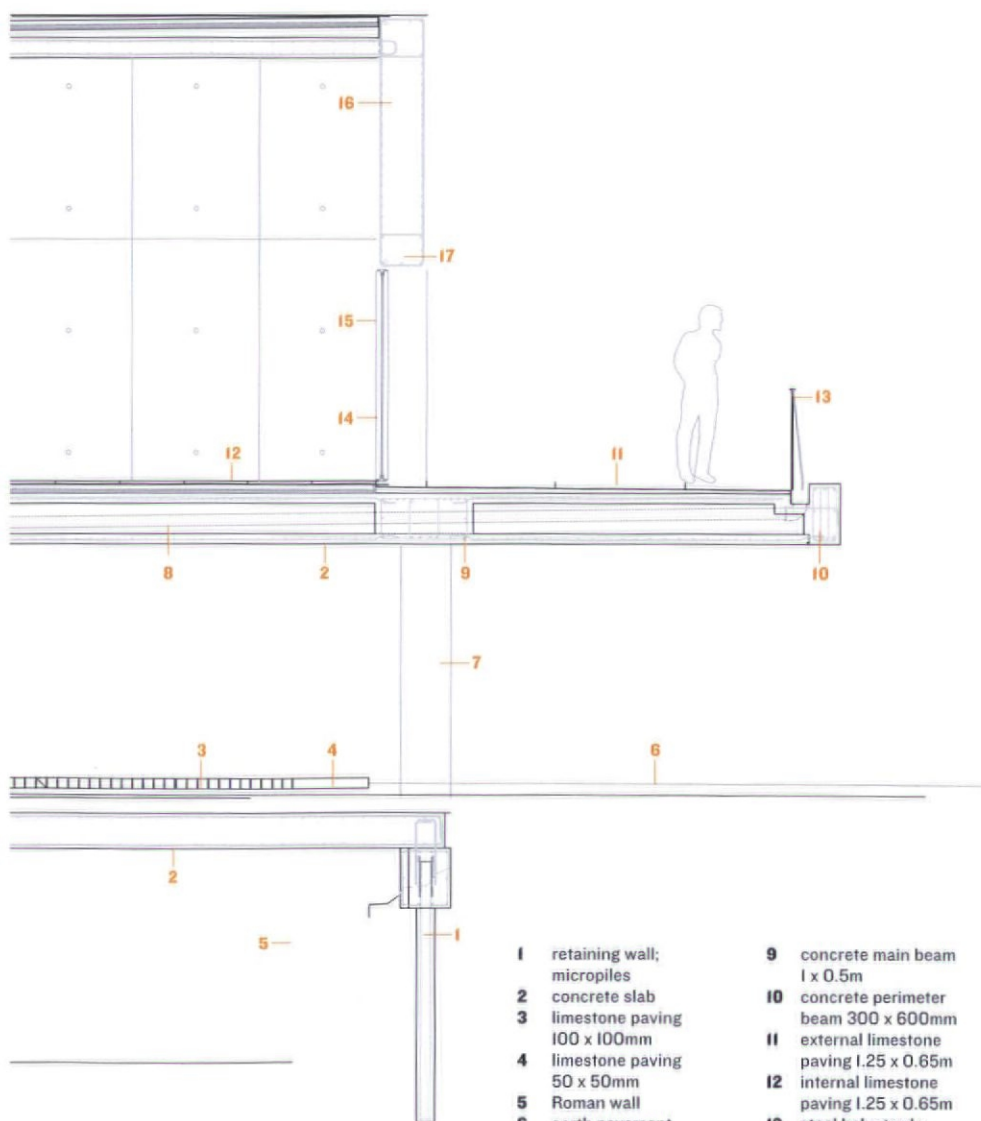 16
17
15
14
13
12
11
8
2
9
10
7
3
4
6
2
5
1
1 retaining wall;
micropiles
2 concrete slab
3 limestone paving
100 x 100mm
4 limestone paving
50 x 50mm
5 Roman wall
9 concrete main beam
1 x 0.5m
10 concrete perimeter
beam 300 x 600mm
11 external limestone
paving 1.25 x 0.65m
12 internal limestone
paving 1.25 x 0.65m